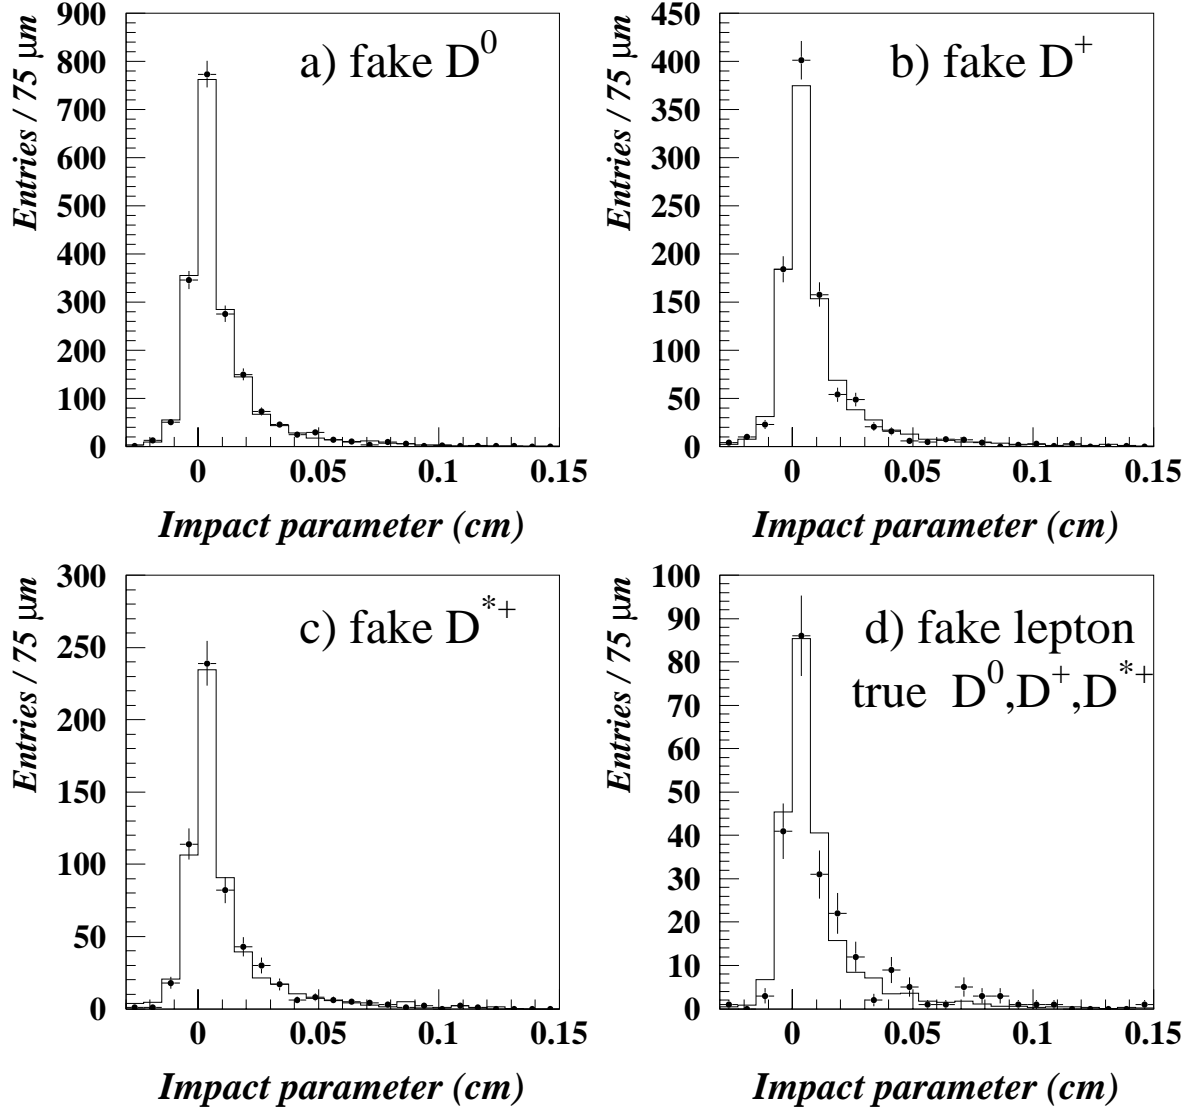 a) fake D⁰
Entries / 75 μm
900
800
700
600
500
400
300
200
100
0
0 0.05 0.1 0.15
Impact parameter (cm)
b) fake D⁺
Entries / 75 μm
450
400
350
300
250
200
150
100
50
0
0 0.05 0.1 0.15
Impact parameter (cm)
c) fake D*⁺
Entries / 75 μm
300
250
200
150
100
50
0
0 0.05 0.1 0.15
Impact parameter (cm)
d) fake lepton
true D⁰,D⁺,D*⁺
Entries / 75 μm
100
90
80
70
60
50
40
30
20
10
0
0 0.05 0.1 0.15
Impact parameter (cm)